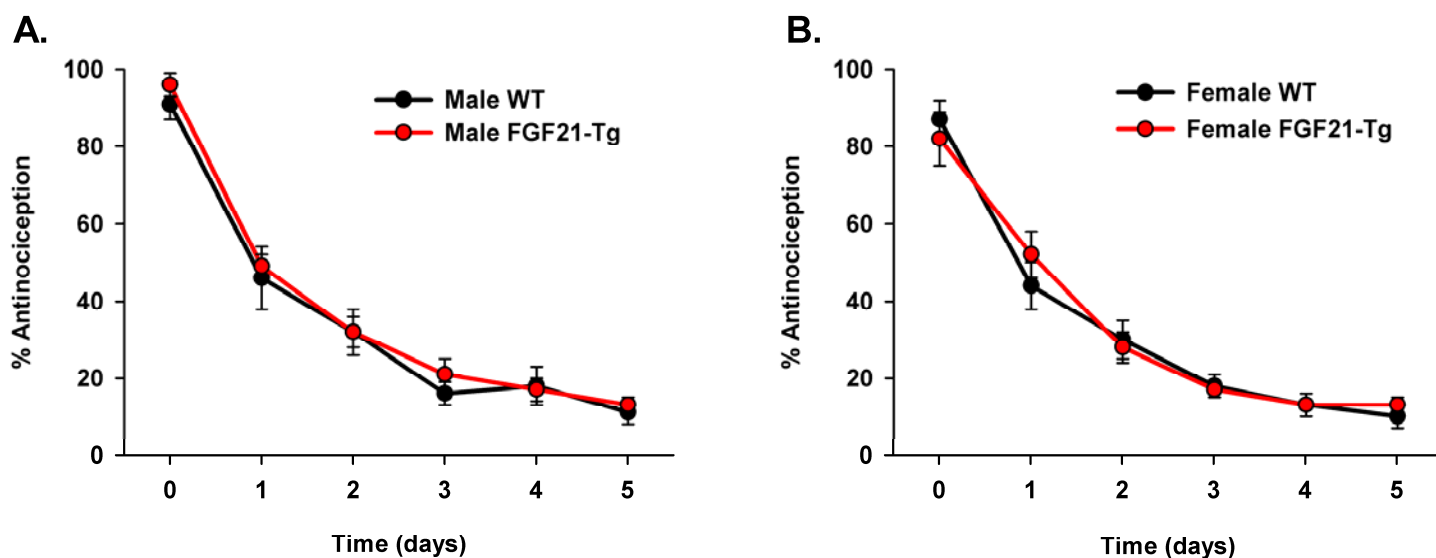 A.
% Antinociception
100
80
60
40
20
0
0 1 2 3 4 5
Time (days)
Male WT
Male FGF21-Tg
B.
% Antinociception
100
80
60
40
20
0
0 1 2 3 4 5
Time (days)
Female WT
Female FGF21-Tg